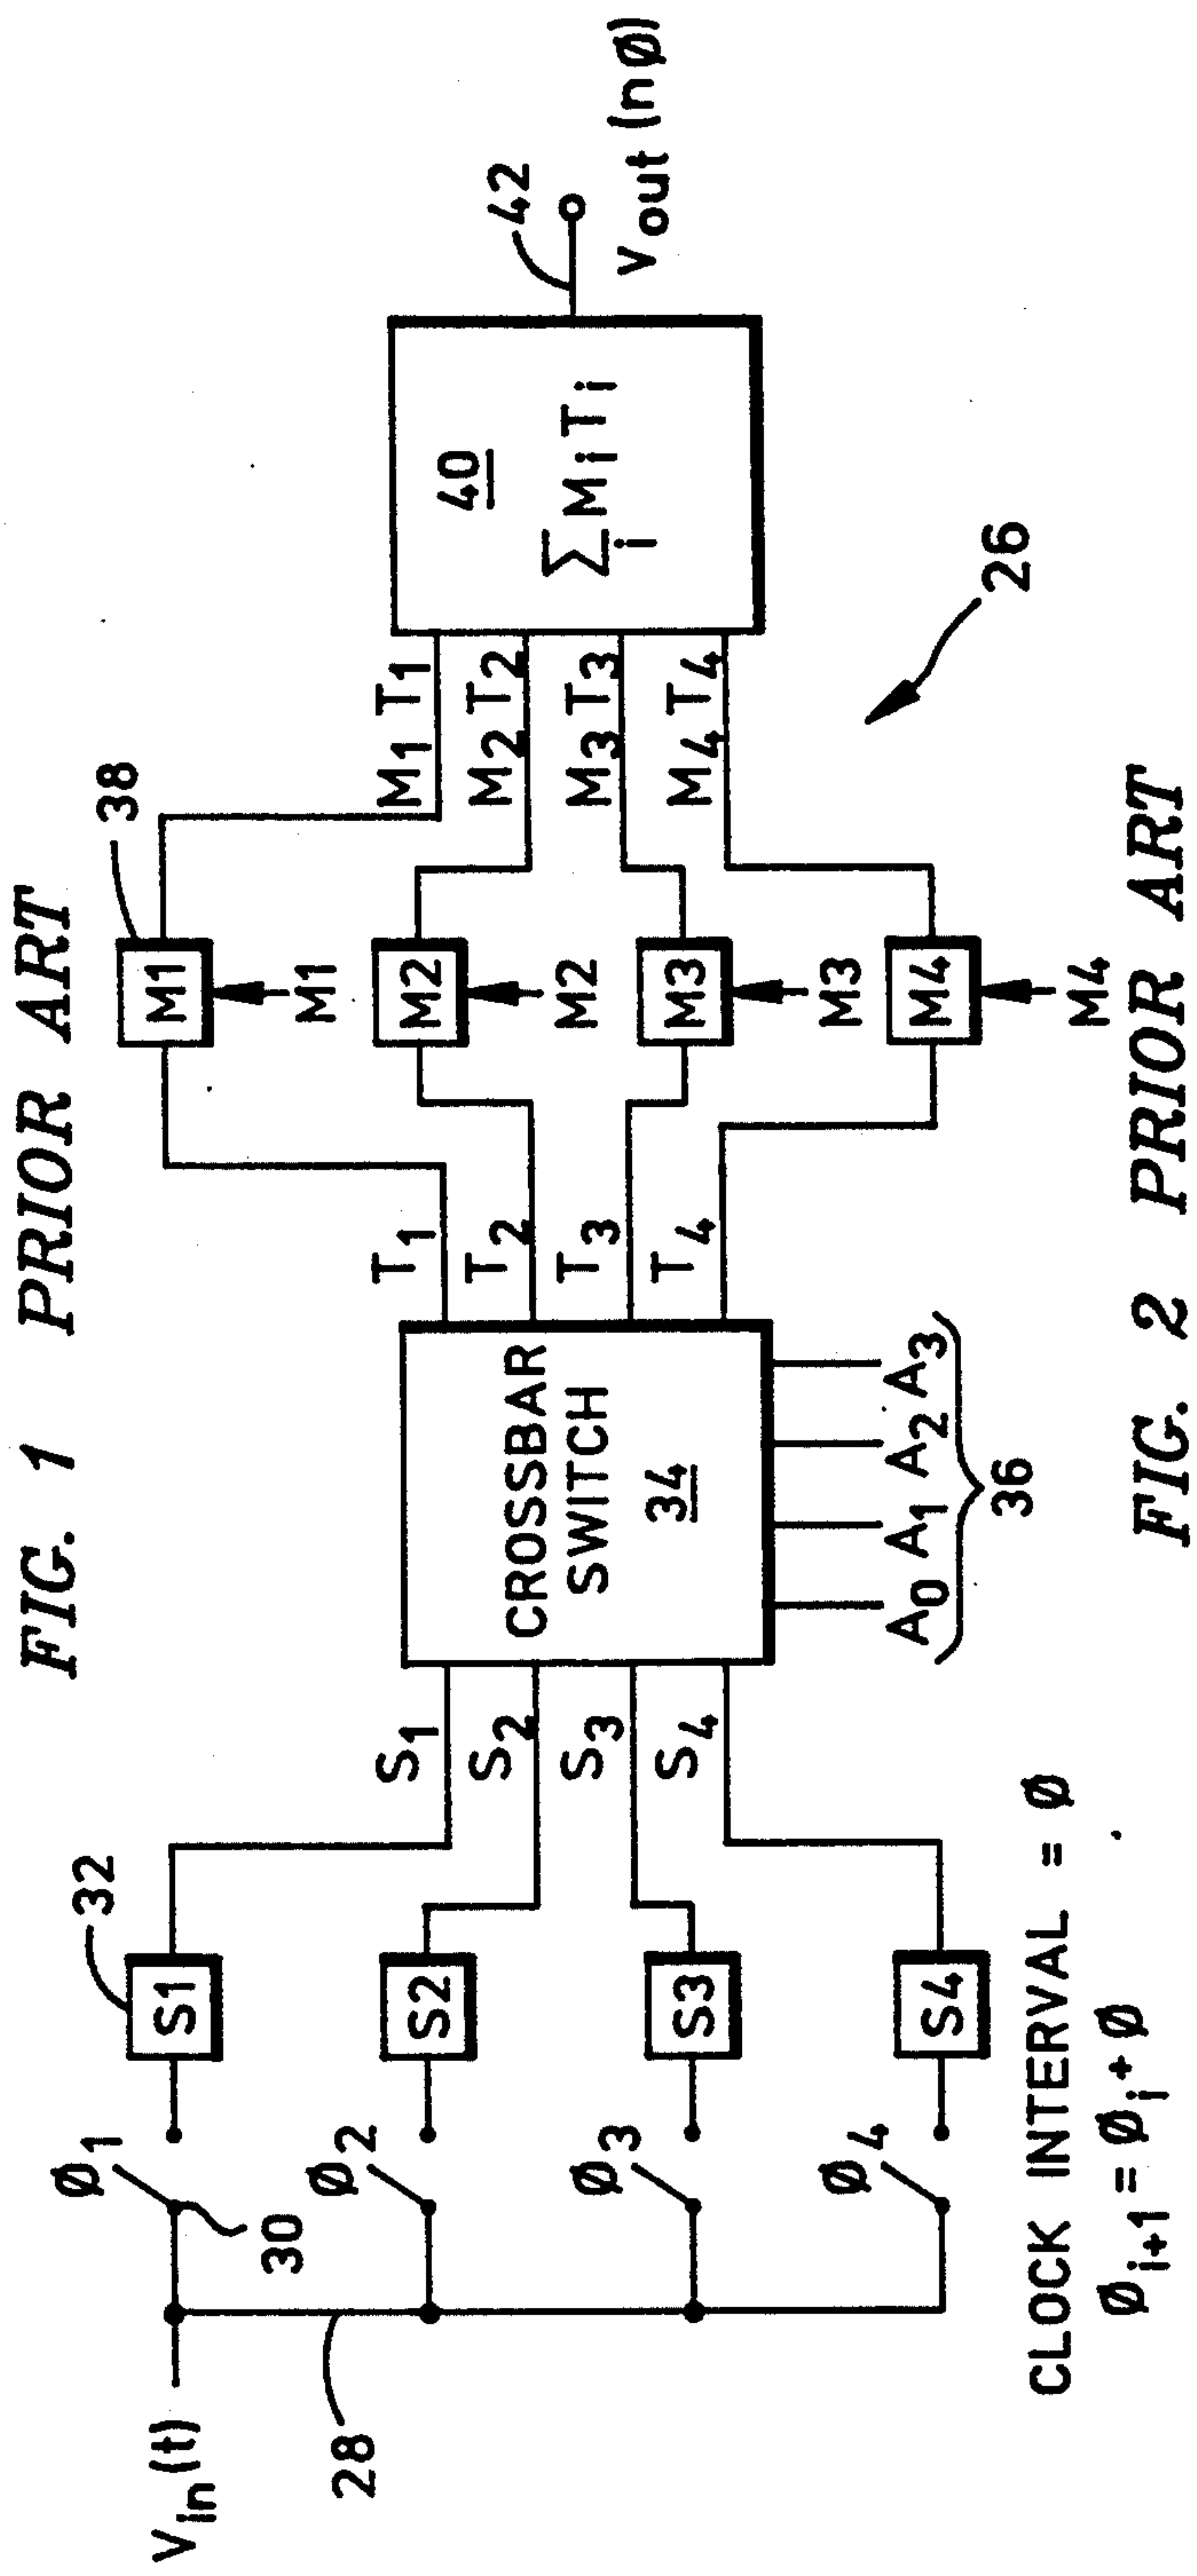 FIG. 1 PRIOR ART
Vin(t)
28
30
Ø1
Ø2
Ø3
Ø4
32
S1
S2
S3
S4
S1
S2
S3
S4
CROSSBAR
SWITCH
34
A0 A1 A2 A3
36
T1
T2
T3
T4
38
M1
M1
M2
M2
M3
M3
M4
M4
M1 T1
M2 T2
M3 T3
M4 T4
40
∑ MiTi
i
42
Vout (nØ)
26
CLOCK INTERVAL = Ø
Øi+1 = Øi + Ø
FIG. 2 PRIOR ART